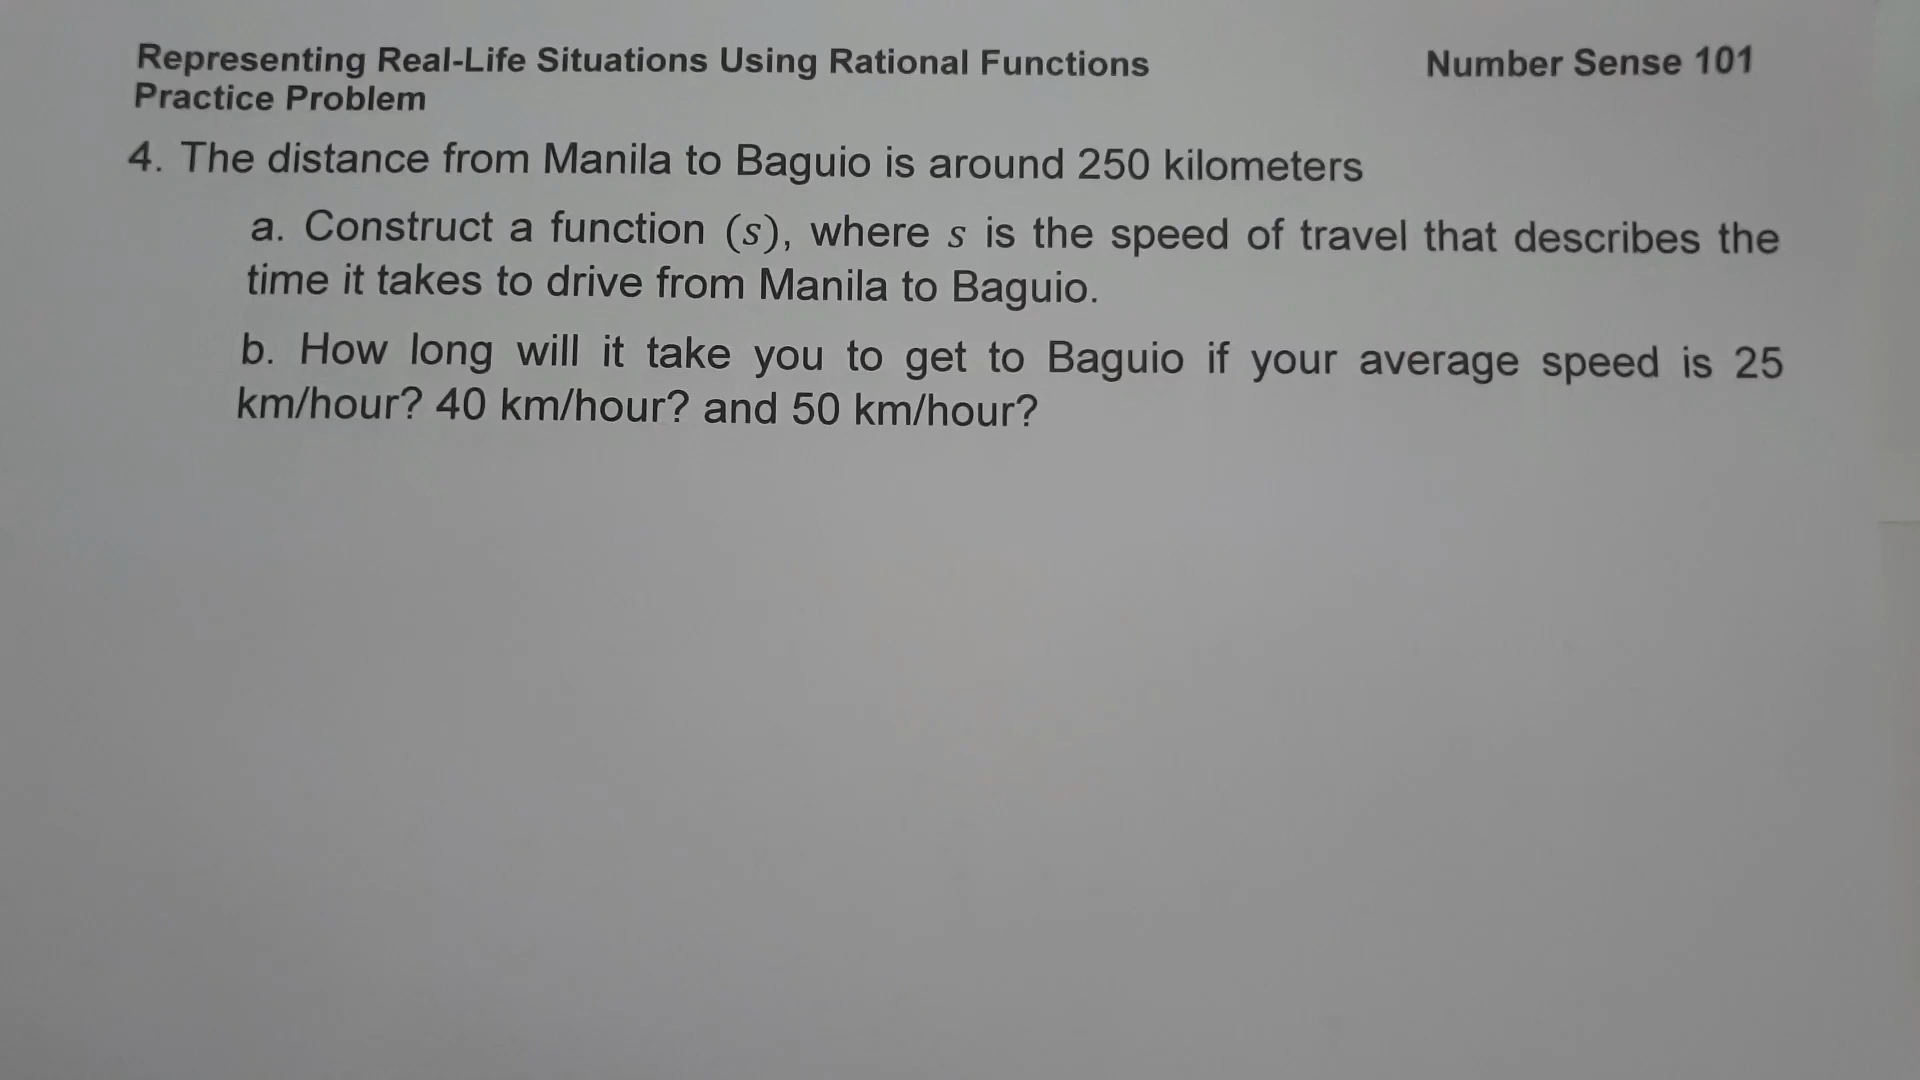 Representing Real-Life Situations Using Rational Functions
Number Sense 101
Practice Problem
4. The distance from Manila to Baguio is around 250 kilometers
a. Construct a function (s), where s is the speed of travel that describes the
time it takes to drive from Manila to Baguio.
b. How long will it take you to get to Baguio if your average speed is 25
km/hour? 40 km/hour? and 50 km/hour?